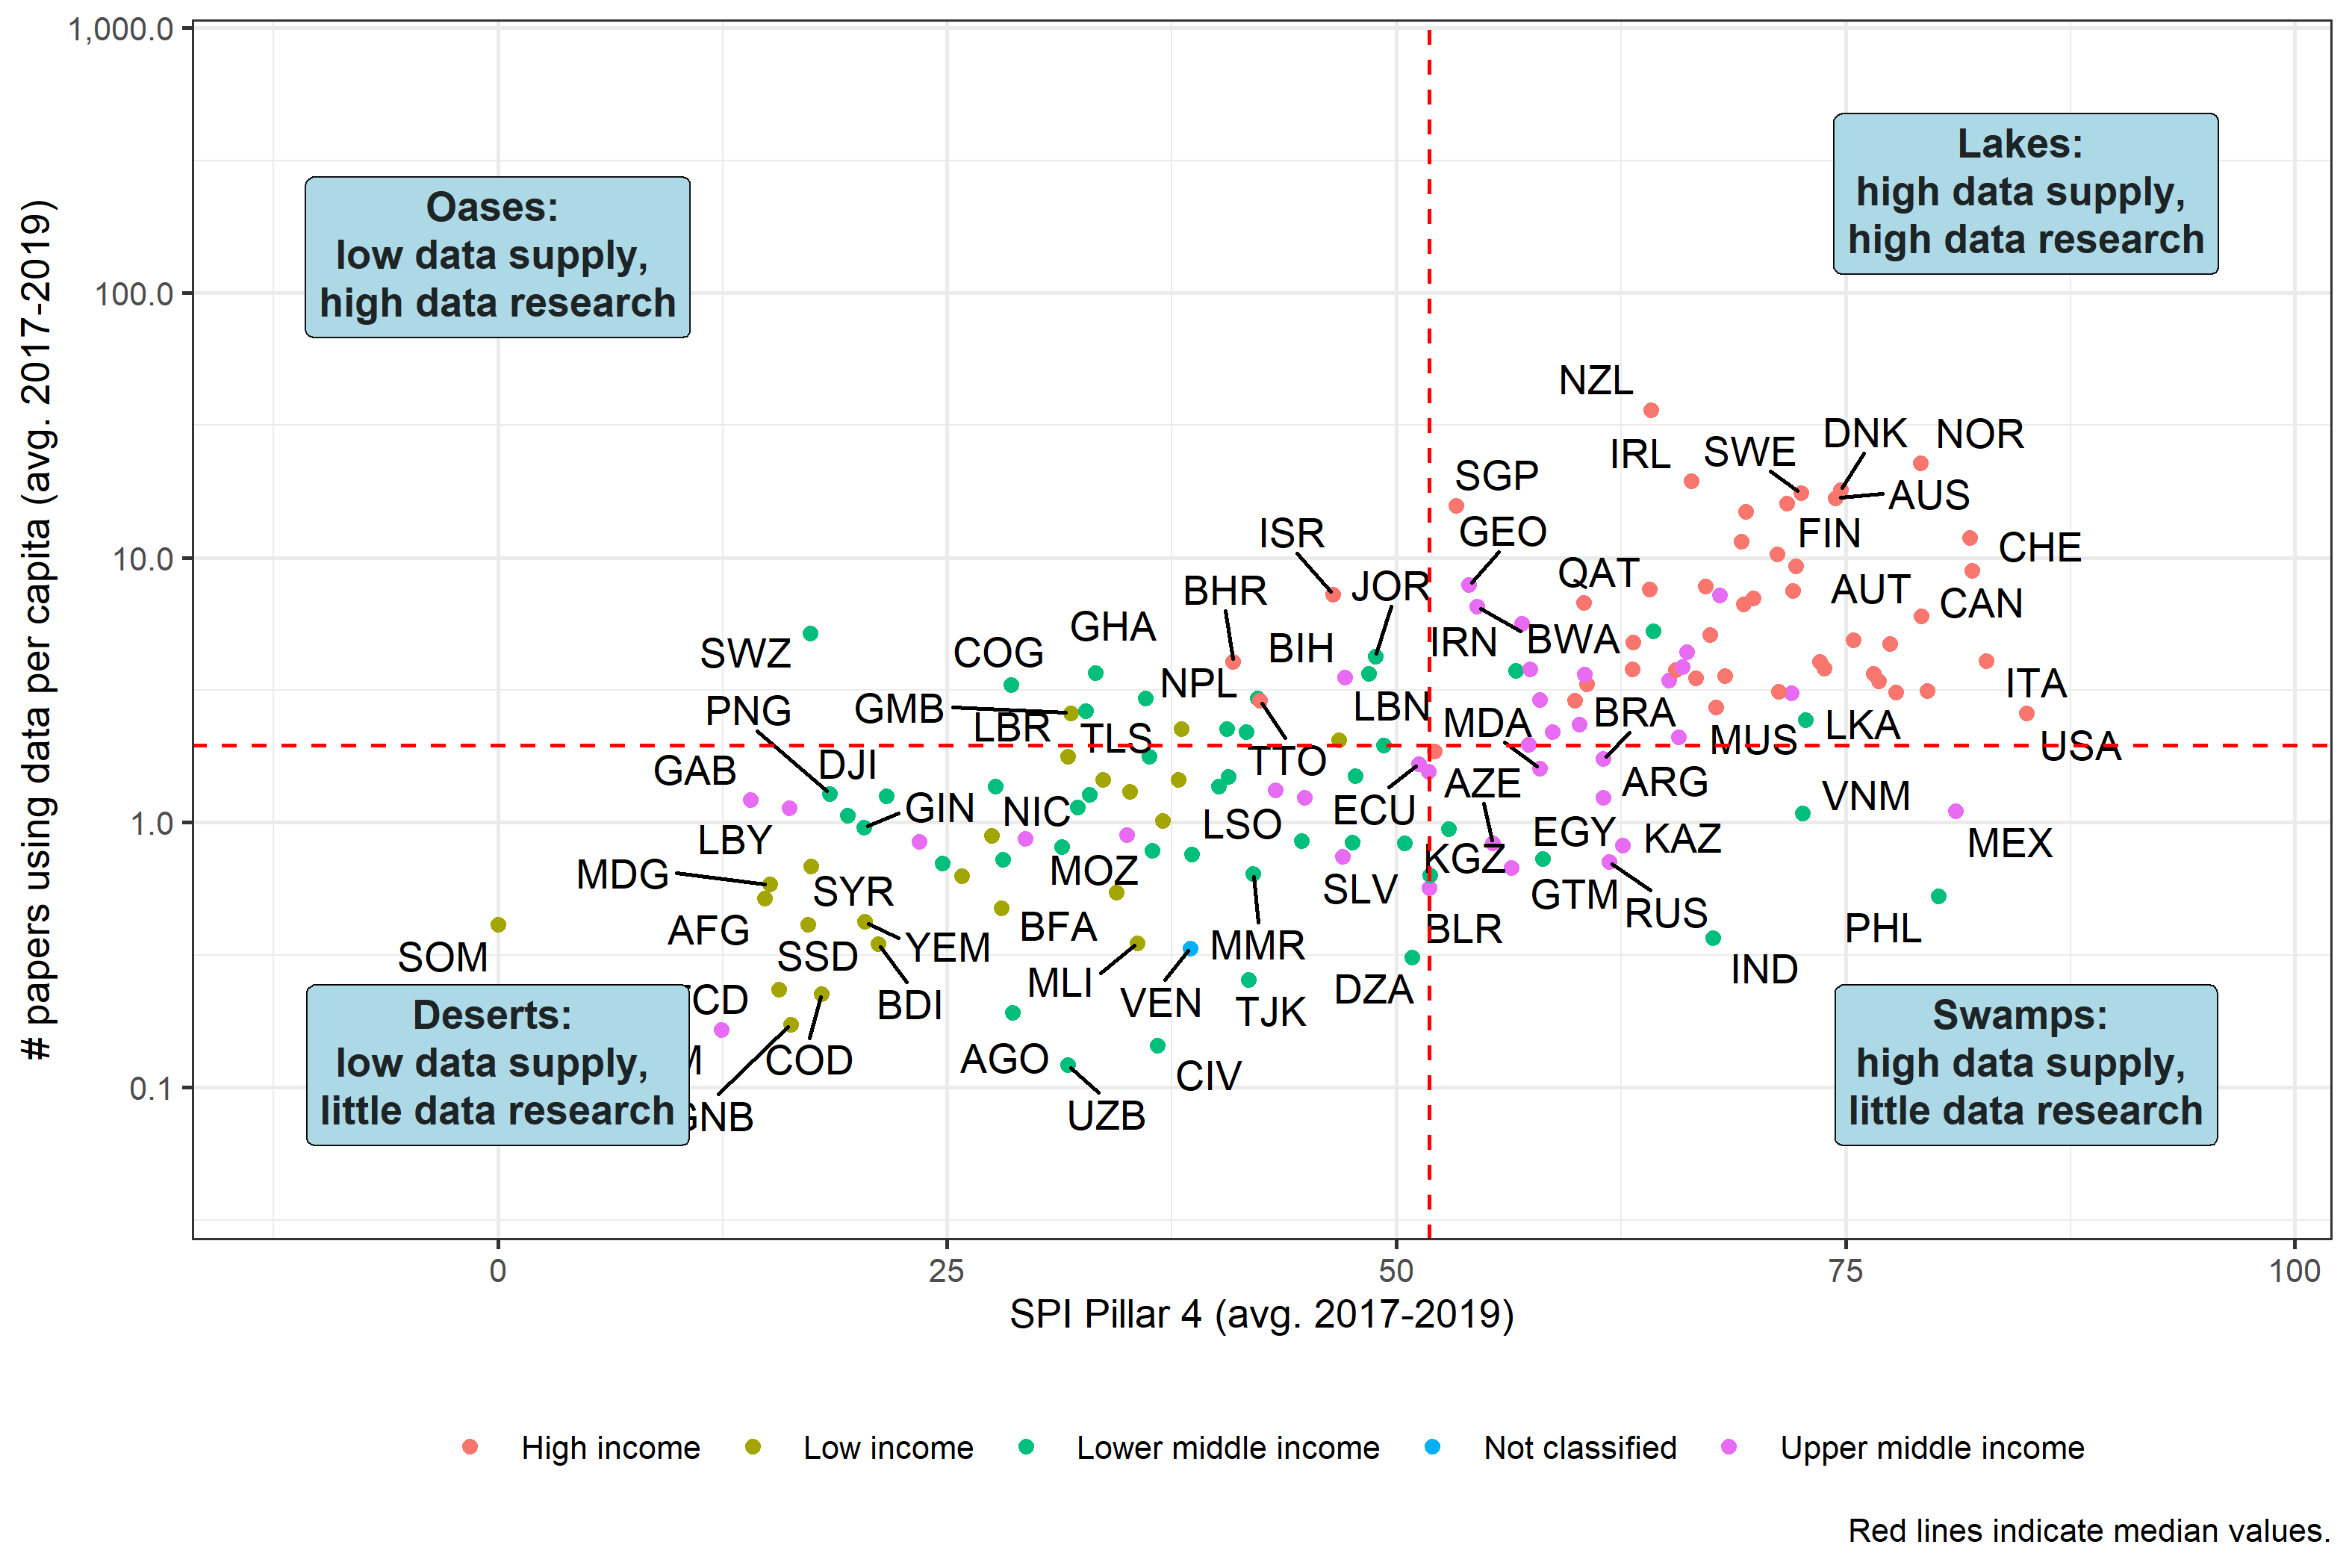 # papers using data per capita (avg. 2017-2019)
1,000.0
100.0
10.0
1.0
0.1
Oases:
low data supply,
high data research
Lakes:
high data supply,
high data research
NZL
IRL
SWE
DNK
NOR
SGP
AUS
ISR
GEO
FIN
CHE
BHR
JOR
QAT
AUT
CAN
SWZ
COG
GHA
BIH
IRN
BWA
NPL
ITA
PNG
GMB
LBR
TLS
LBN
MDA
BRA
MUS
LKA
USA
GAB
DJI
TTO
AZE
ARG
VNM
LBY
GIN
NIC
LSO
ECU
EGY
KAZ
MEX
MDG
SYR
MOZ
SLV
KGZ
GTM
RUS
AFG
SSD
YEM
BFA
MMR
BLR
PHL
SOM
BDI
MLI
VEN
TJK
DZA
IND
CD
M
COD
AGO
CIV
GNB
UZB
Deserts:
low data supply,
little data research
Swamps:
high data supply,
little data research
0
25
50
75
100
SPI Pillar 4 (avg. 2017-2019)
High income
Low income
Lower middle income
Not classified
Upper middle income
Red lines indicate median values.